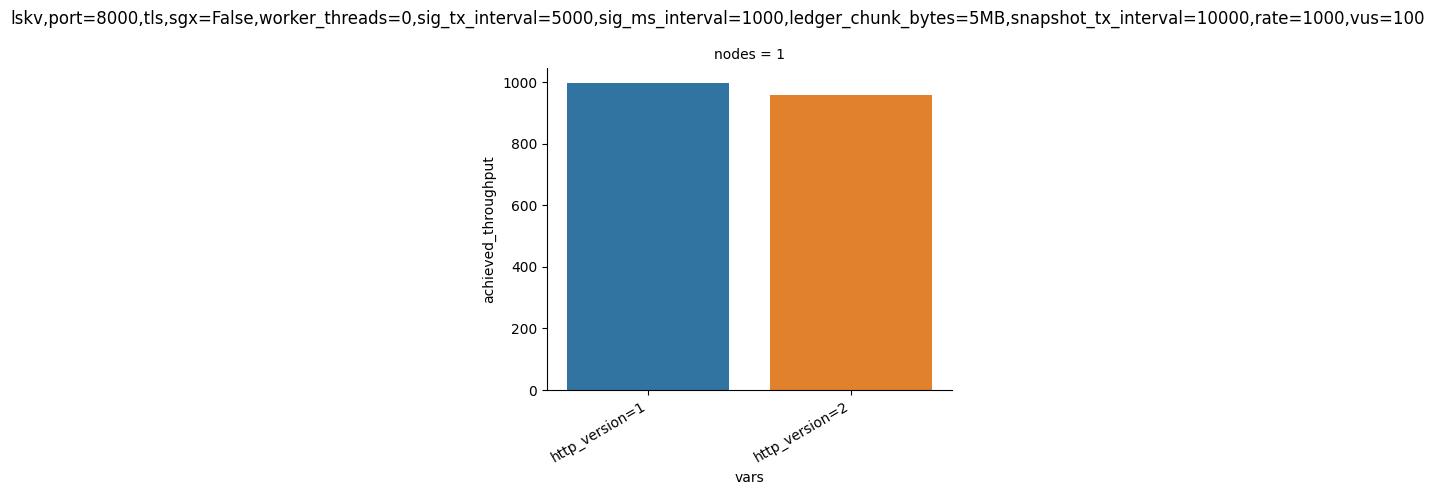 lskv,port=8000,tls,sgx=False,worker_threads=0,sig_tx_interval=5000,sig_ms_interval=1000,ledger_chunk_bytes=5MB,snapshot_tx_interval=10000,rate=1000,vus=100
nodes = 1
1000
800
600
400
200
0
achieved_throughput
http_version=1
http_version=2
vars